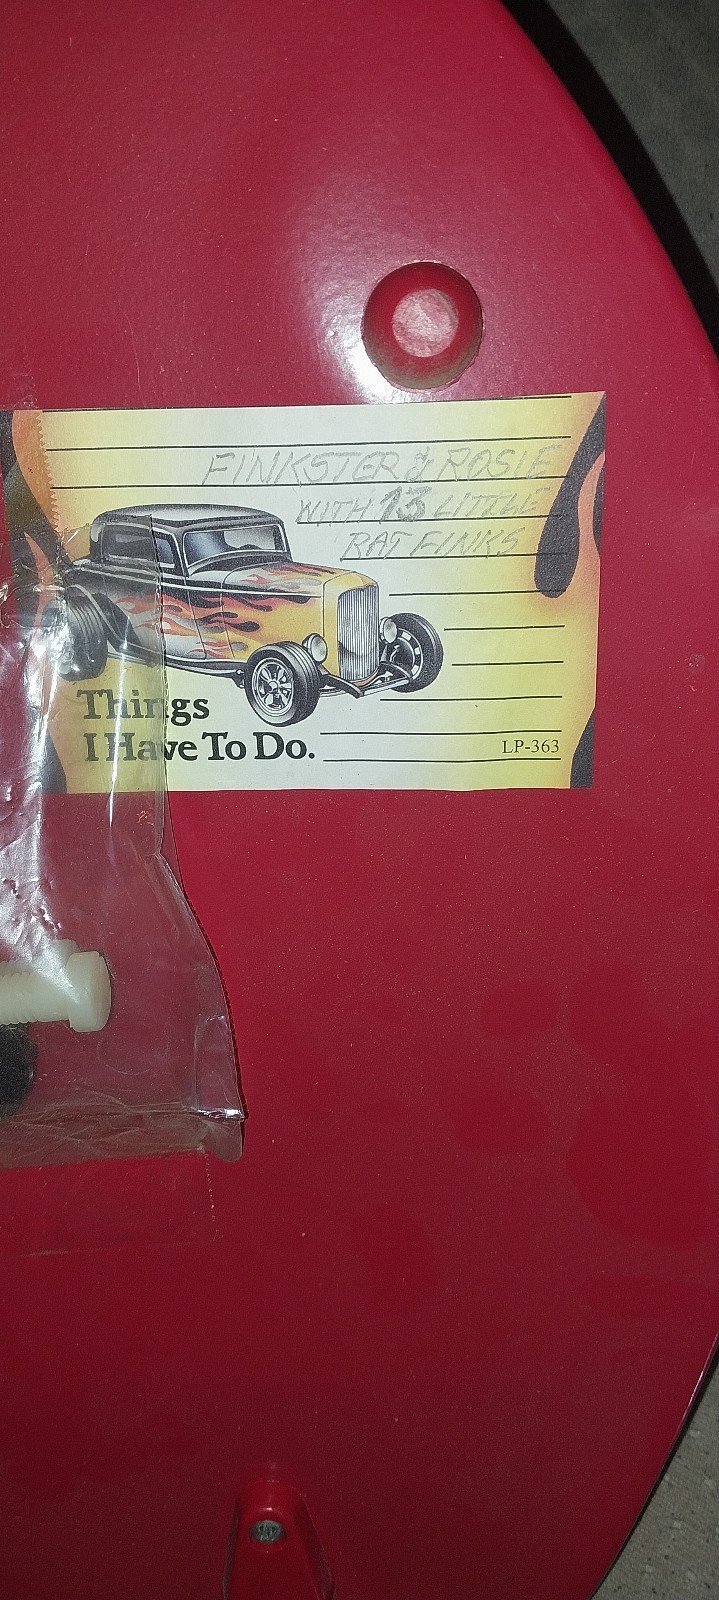 FINKSTER & ROSIE
WITH 13 LITTLE
RAT FINKS
Things
I Have To Do.
LP-363